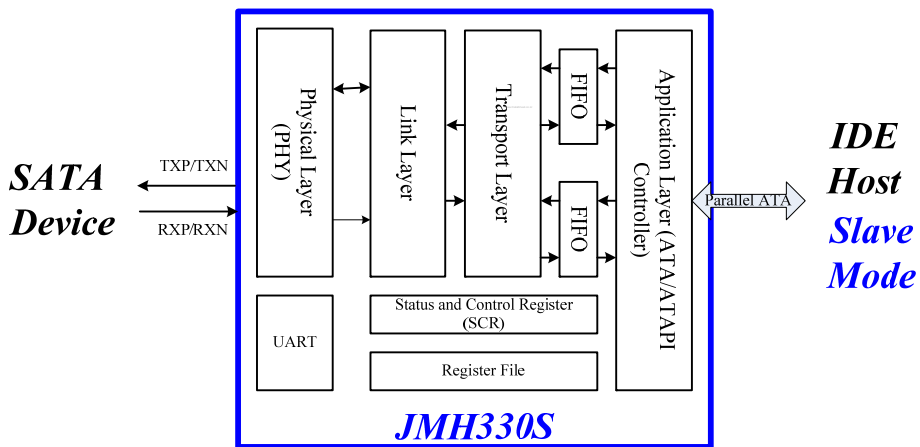 SATA
Device
TXP/TXN
RXP/RXN
Physical Layer
(PHY)
Link Layer
Transport Layer
FIFO
FIFO
Application Layer (ATA/ATAPI
Controller)
Parallel ATA
IDE
Host
Slave
Mode
UART
Status and Control Register
(SCR)
Register File
JMH330S